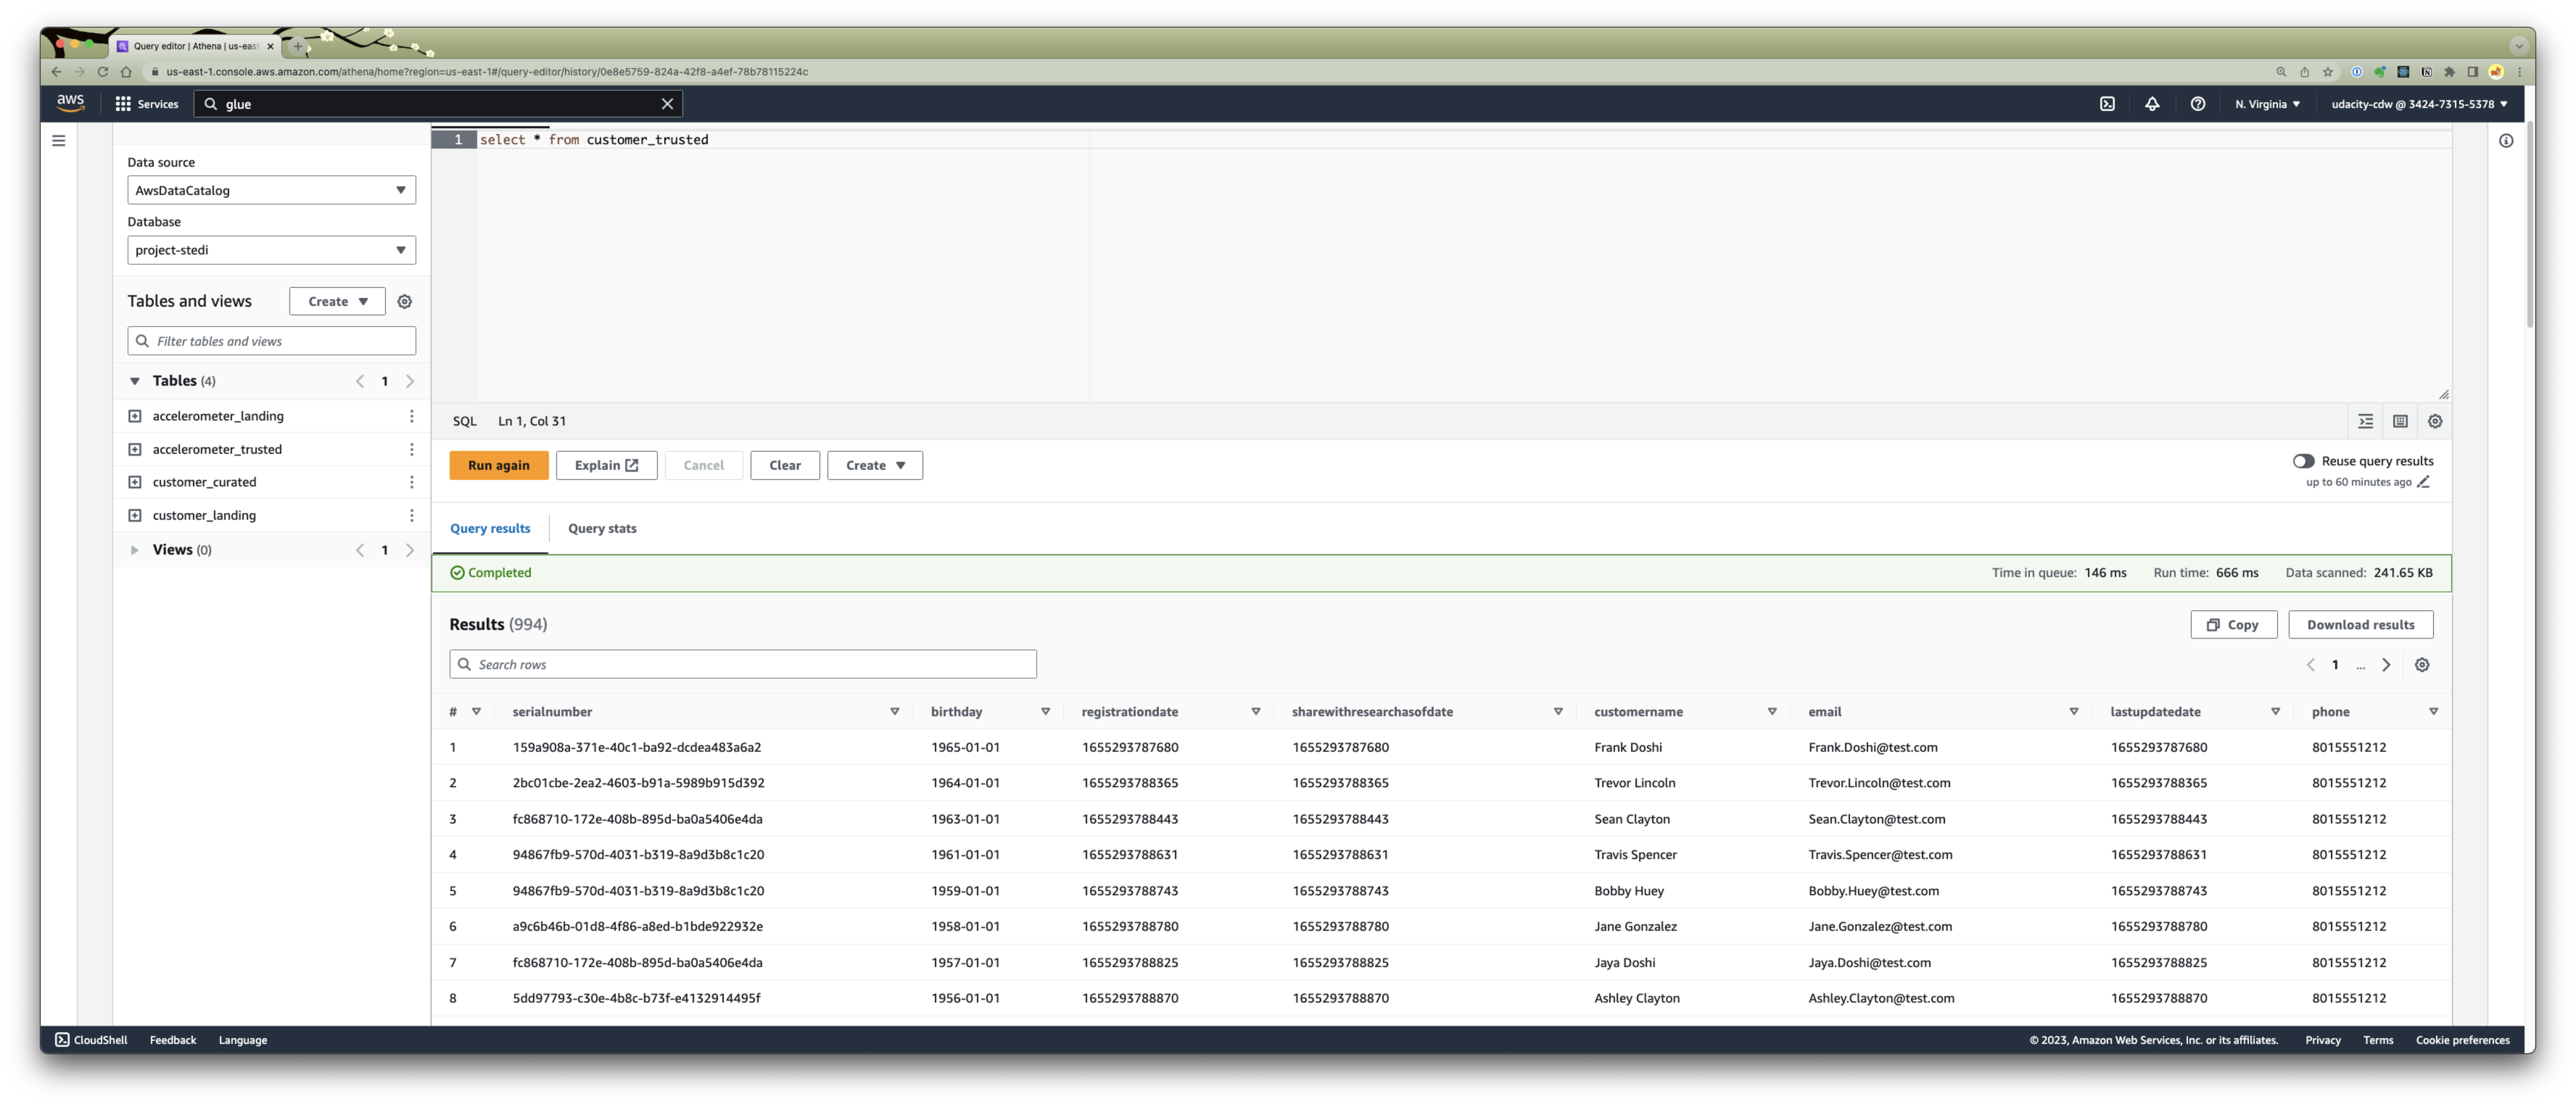 Query editor | Athena | us-east
us-east-1.console.aws.amazon.com/athena/home?region=us-east-1#/query-editor/history/0e8e5759-824a-42f8-a4ef-78b78115224c
aws Services glue N. Virginia udacity-cdw @ 3424-7315-5378
Data source
AwsDataCatalog
Database
project-stedi
Tables and views Create
Filter tables and views
Tables (4) 1
accelerometer_landing
accelerometer_trusted
customer_curated
customer_landing
Views (0) 1
1 select * from customer_trusted
SQL Ln 1, Col 31
Run again Explain Cancel Clear Create
Reuse query results
up to 60 minutes ago
Query results Query stats
Completed Time in queue: 146 ms Run time: 666 ms Data scanned: 241.65 KB
Results (994) Copy Download results
Search rows 1 ...
# serialnumber birthday registrationdate sharewithresearchasofdate customername email lastupdatedate phone
1 159a908a-371e-40c1-ba92-dcdea483a6a2 1965-01-01 1655293787680 1655293787680 Frank Doshi Frank.Doshi@test.com 1655293787680 8015551212
2 2bc01cbe-2ea2-4603-b91a-5989b915d392 1964-01-01 1655293788365 1655293788365 Trevor Lincoln Trevor.Lincoln@test.com 1655293788365 8015551212
3 fc868710-172e-408b-895d-ba0a5406e4da 1963-01-01 1655293788443 1655293788443 Sean Clayton Sean.Clayton@test.com 1655293788443 8015551212
4 94867fb9-570d-4031-b319-8a9d3b8c1c20 1961-01-01 1655293788631 1655293788631 Travis Spencer Travis.Spencer@test.com 1655293788631 8015551212
5 94867fb9-570d-4031-b319-8a9d3b8c1c20 1959-01-01 1655293788743 1655293788743 Bobby Huey Bobby.Huey@test.com 1655293788743 8015551212
6 a9c6b46b-01d8-4f86-a8ed-b1bde922932e 1958-01-01 1655293788780 1655293788780 Jane Gonzalez Jane.Gonzalez@test.com 1655293788780 8015551212
7 fc868710-172e-408b-895d-ba0a5406e4da 1957-01-01 1655293788825 1655293788825 Jaya Doshi Jaya.Doshi@test.com 1655293788825 8015551212
8 5dd97793-c30e-4b8c-b73f-e4132914495f 1956-01-01 1655293788870 1655293788870 Ashley Clayton Ashley.Clayton@test.com 1655293788870 8015551212
CloudShell Feedback Language © 2023, Amazon Web Services, Inc. or its affiliates. Privacy Terms Cookie preferences